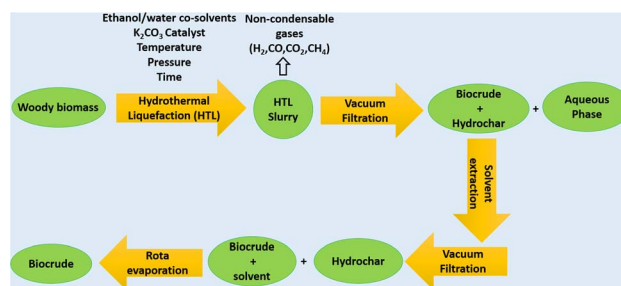 Ethanol/water co-solvents
K₂CO₃ Catalyst
Temperature
Pressure
Time
Non-condensable
gases
(H₂,CO,CO₂,CH₄)
Woody biomass
Hydrothermal
Liquefaction (HTL)
HTL
Slurry
Vacuum
Filtration
Biocrude
+
Hydrochar
+
Aqueous
Phase
Solvent
extraction
Biocrude
Rota
evaporation
Biocrude
+
solvent
+
Hydrochar
Vacuum
Filtration